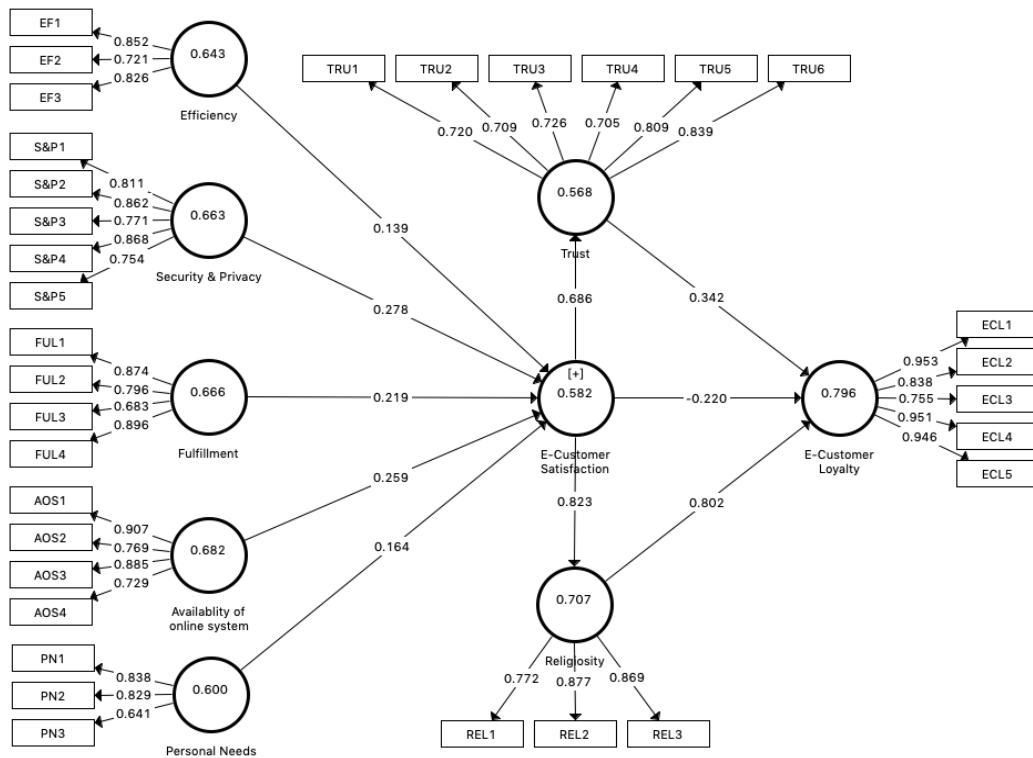 EF1
EF2
EF3
0.852
0.721
0.826
0.643
Efficiency
S&P1
S&P2
S&P3
S&P4
S&P5
0.811
0.862
0.771
0.868
0.754
0.663
Security & Privacy
FUL1
FUL2
FUL3
FUL4
0.874
0.796
0.683
0.896
0.666
Fulfillment
AOS1
AOS2
AOS3
AOS4
0.907
0.769
0.885
0.729
0.682
Availablity of
online system
PN1
PN2
PN3
0.838
0.829
0.641
0.600
Personal Needs
0.139
0.278
0.219
0.259
0.164
TRU1
TRU2
TRU3
TRU4
TRU5
TRU6
0.720
0.709
0.726
0.705
0.809
0.839
0.568
Trust
0.686
[+]
0.582
E-Customer
Satisfaction
0.823
0.707
Religiosity
0.772
0.877
0.869
REL1
REL2
REL3
0.342
-0.220
0.802
0.796
E-Customer
Loyalty
0.953
0.838
0.755
0.951
0.946
ECL1
ECL2
ECL3
ECL4
ECL5